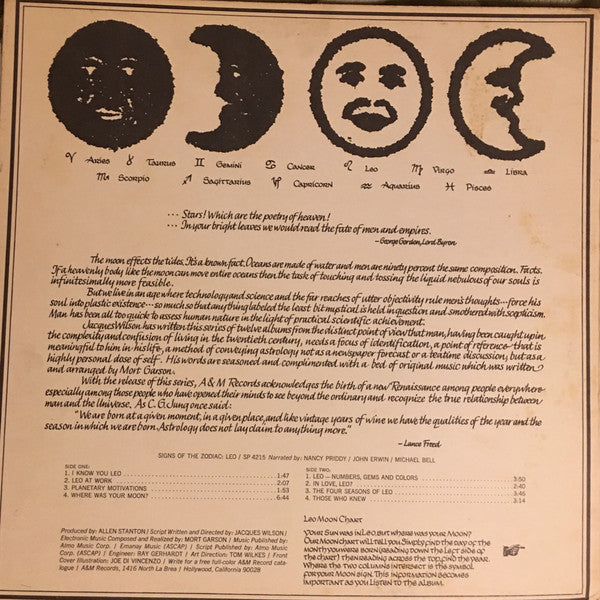 ♈ Aries ♉ Taurus ♊ Gemini ♋ Cancer ♌ Leo ♍ Virgo ♎ Libra
♏ Scorpio ♐ Sagittarius ♑ Capricorn ♒ Aquarius ♓ Pisces
... Stars! Which are the poetry of heaven!
... In your bright leaves we would read the fate of men and empires.
– George Gordon, Lord Byron
The moon effects the tides. It's a known fact. Oceans are made of water and men are ninety percent the same composition. Facts.
If a heavenly body like the moon can move entire oceans then the task of touching and tossing the liquid nebulous of our souls is
infinitesimally more feasible.
But we live in an age where technology and science and the far reaches of utter objectivity rule men's thoughts--force his
soul into plastic existence--so much so that anything labeled the least bit mystical is held in question and smothered with scepticism.
Man has been all too quick to assess human nature in the light of practical scientific achievement.
Jacques Wilson has written this series of twelve albums from the distinct point of view that man, having been caught up in
the complexity and confusion of living in the twentieth century, needs a focus of identification, a point of reference--that is
meaningful to him in his life, a method of conveying astrology not as a newspaper forecast or a teatime discussion, but as a
highly personal dose of self. His words are seasoned and complimented with a bed of original music which was written
and arranged by Mort Garson.
With the release of this series, A & M Records acknowledges the birth of a new Renaissance among people everywhere--
especially among those people who have opened their minds to see beyond the ordinary and recognize the true relationship between
man and the Universe. As C. G. Jung once said:
"We are born at a given moment, in a given place, and like vintage years of wine we have the qualities of the year and the
season in which we are born. Astrology does not lay claim to anything more."
– Lance Freed
SIGNS OF THE ZODIAC: LEO / SP 4215 Narrated by: NANCY PRIDDY / JOHN ERWIN / MICHAEL BELL
SIDE ONE:
1. I KNOW YOU LEO 1:47
2. LEO AT WORK 2:07
3. PLANETARY MOTIVATIONS 1:53
4. WHERE WAS YOUR MOON? 6:44
SIDE TWO:
1. LEO – NUMBERS, GEMS AND COLORS 3:50
2. IN LOVE, LEO? 2:40
3. THE FOUR SEASONS OF LEO 3:46
4. THOSE WHO KNEW 3:14
Produced by: ALLEN STANTON / Script Written and Directed by: JACQUES WILSON /
Electronic Music Composed and Realized by: MORT GARSON / Music Published by:
Almo Music Corp. / Emanay Music (ASCAP) / Script Published by: Almo Music
Corp. (ASCAP) / Engineer: RAY GERHARDT / Art Direction: TOM WILKES / Front
Cover Illustration: JOE DI VINCENZO / Write for a free full-color A&M Record cata-
logue / A&M Records, 1416 North La Brea / Hollywood, California 90028
Leo Moon Chart
Your Sun was in Leo, but where was your Moon?
Our Moon chart will tell you. Simply find the day of the
month you were born (reading down the left side of
the chart) then reading across the top, find the year.
Where the two columns intersect is the symbol
for your Moon sign. This information becomes
important as you listen to the album.